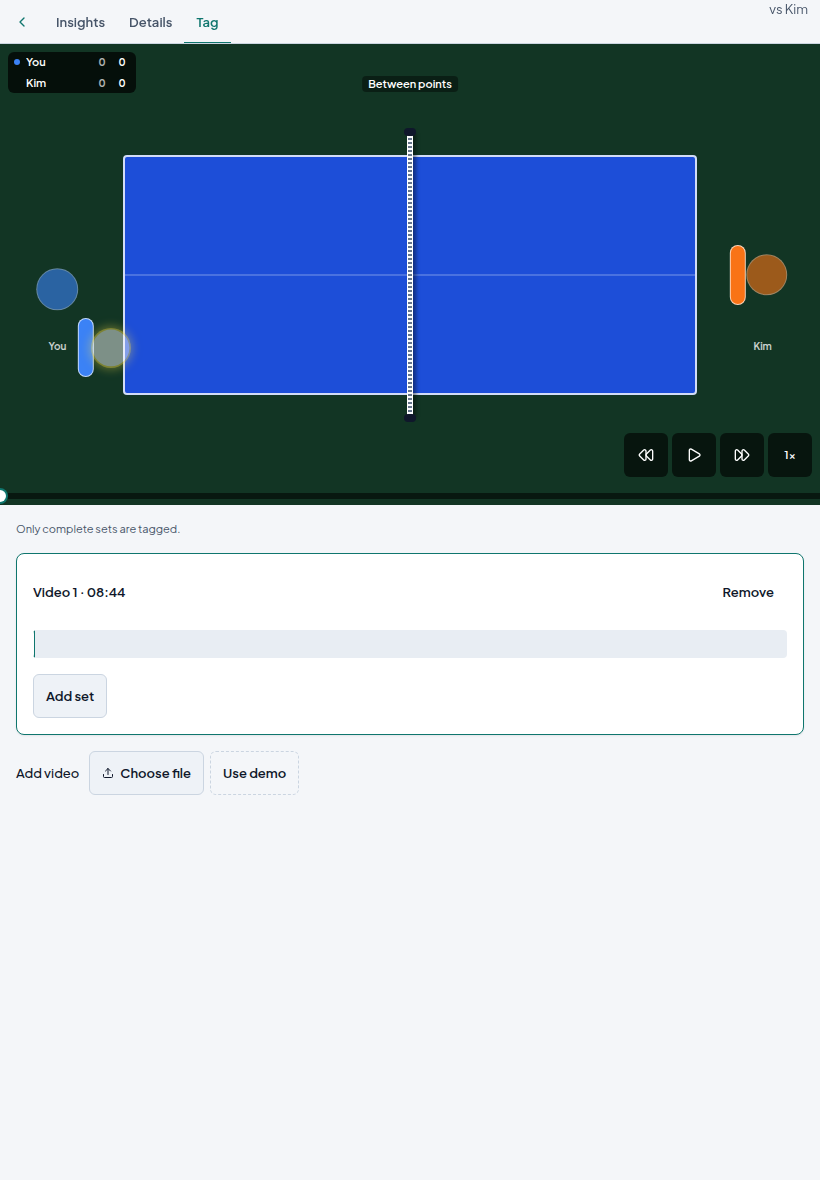 Insights Details Tag vs Kim
You 0 0
Kim 0 0
Between points
You
Kim
1×
Only complete sets are tagged.
Video 1 · 08:44 Remove
Add set
Add video Choose file Use demo